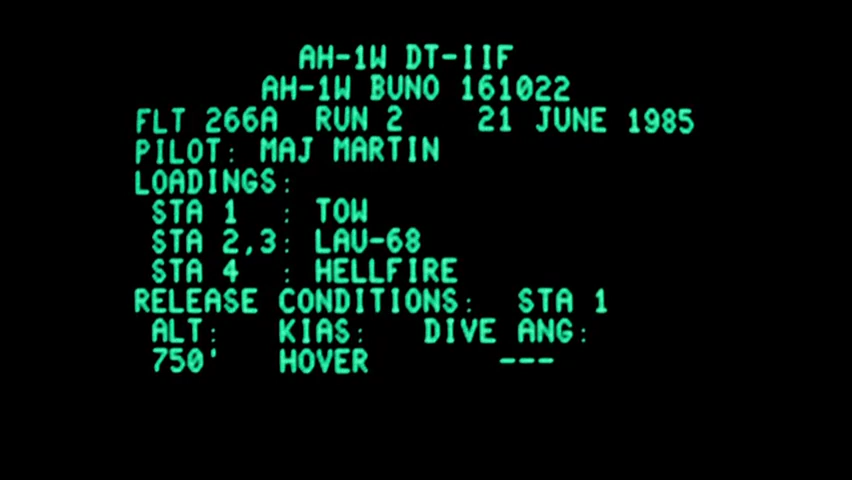 AH-1W DT-IIF
AH-1W BUNO 161022
FLT 266A RUN 2 21 JUNE 1985
PILOT: MAJ MARTIN
LOADINGS:
STA 1 : TOW
STA 2,3: LAU-68
STA 4 : HELLFIRE
RELEASE CONDITIONS: STA 1
ALT: KIAS: DIVE ANG:
750' HOVER ---